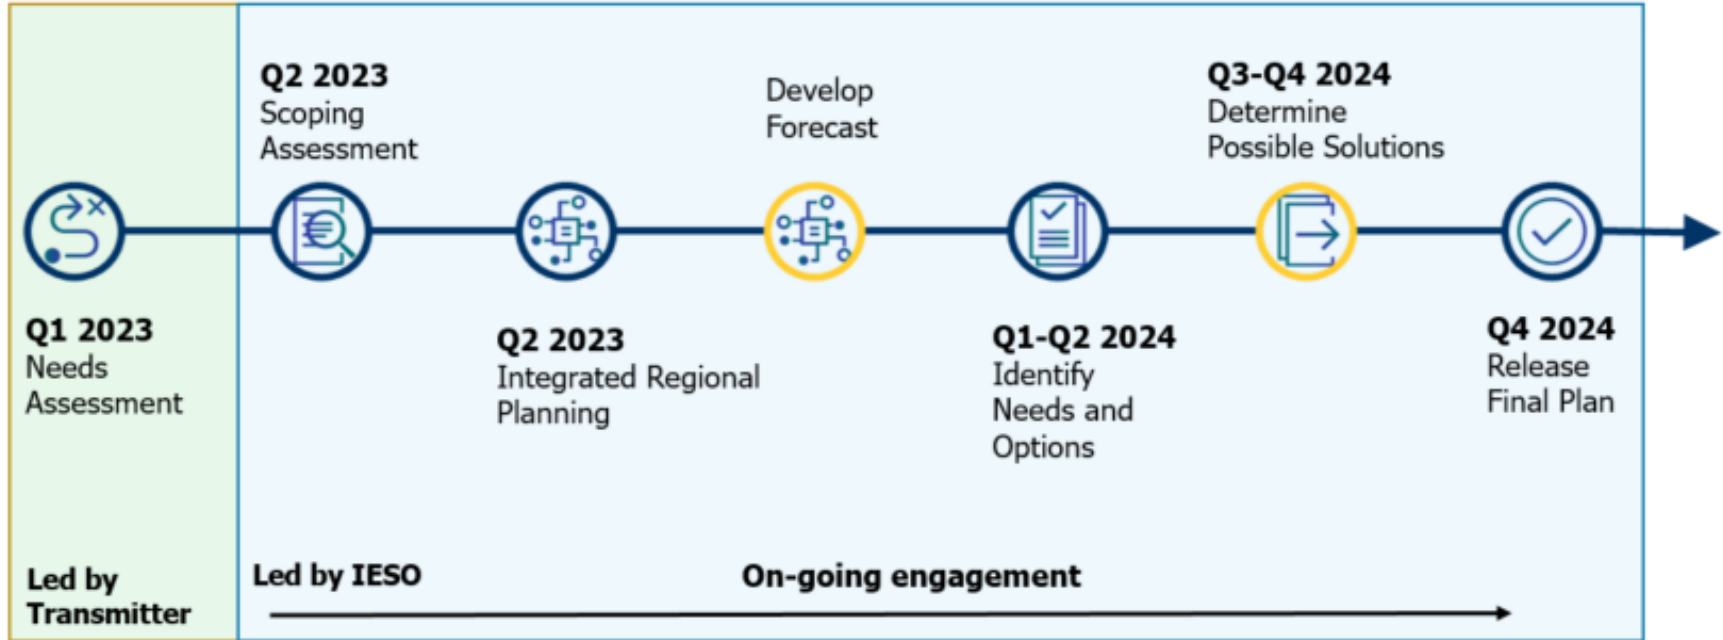 Q1 2023
Needs
Assessment
Q2 2023
Scoping
Assessment
Q2 2023
Integrated Regional
Planning
Develop
Forecast
Q1-Q2 2024
Identify
Needs and
Options
Q3-Q4 2024
Determine
Possible Solutions
Q4 2024
Release
Final Plan
Led by
Transmitter
Led by IESO
On-going engagement